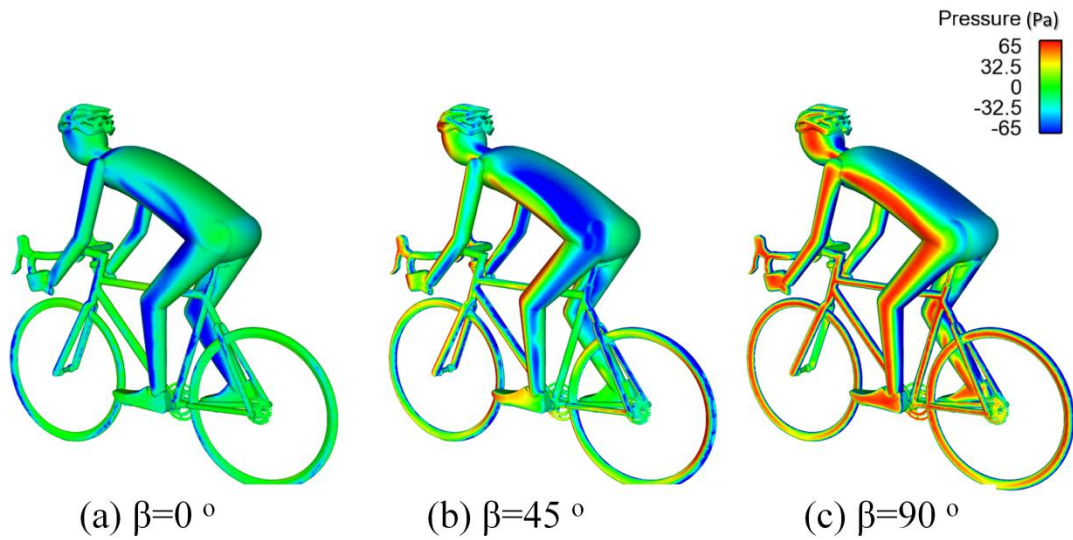 Pressure (Pa)
65
32.5
0
-32.5
-65
(a) β=0 °
(b) β=45 °
(c) β=90 °